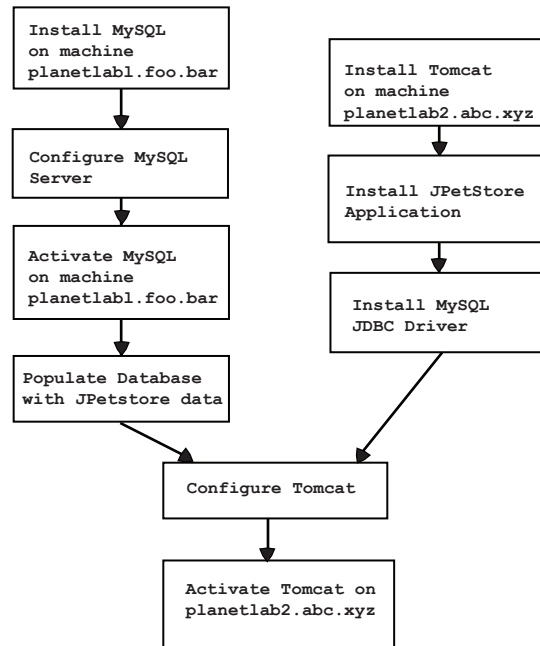 Install MySQL
on machine
planetlab1.foo.bar
Configure MySQL
Server
Activate MySQL
on machine
planetlab1.foo.bar
Populate Database
with JPetstore data
Install Tomcat
on machine
planetlab2.abc.xyz
Install JPetStore
Application
Install MySQL
JDBC Driver
Configure Tomcat
Activate Tomcat on
planetlab2.abc.xyz